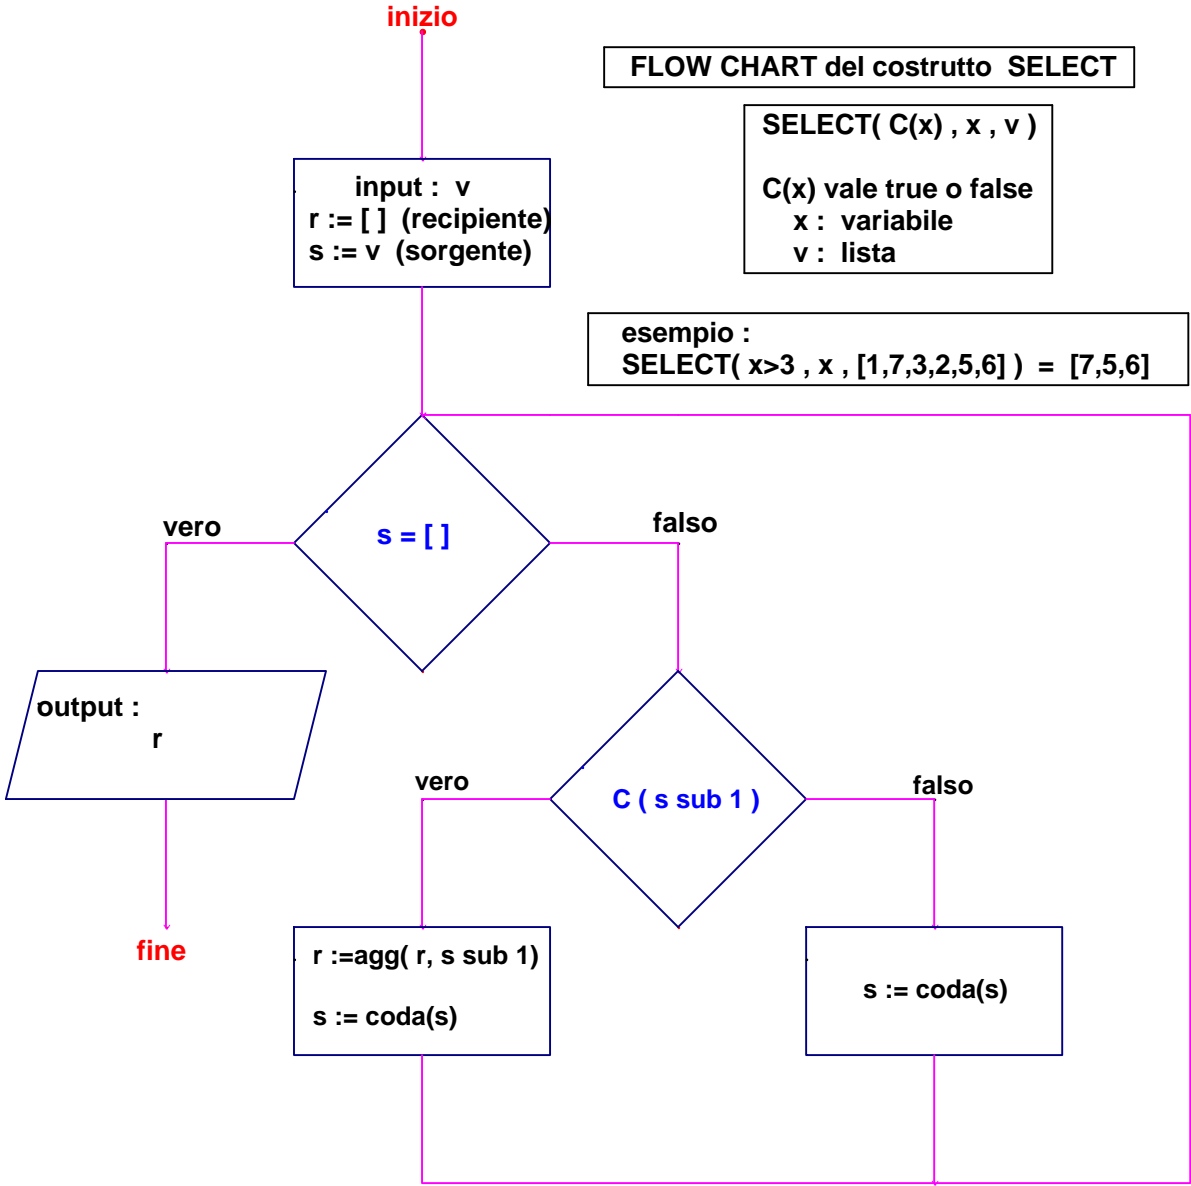 inizio
FLOW CHART del costrutto SELECT
SELECT( C(x) , x , v )
C(x) vale true o false
x : variabile
v : lista
input : v
r := [ ] (recipiente)
s := v (sorgente)
esempio :
SELECT( x>3 , x , [1,7,3,2,5,6] ) = [7,5,6]
s = [ ]
vero
falso
output :
r
fine
C ( s sub 1 )
vero
falso
r :=agg( r, s sub 1)
s := coda(s)
s := coda(s)